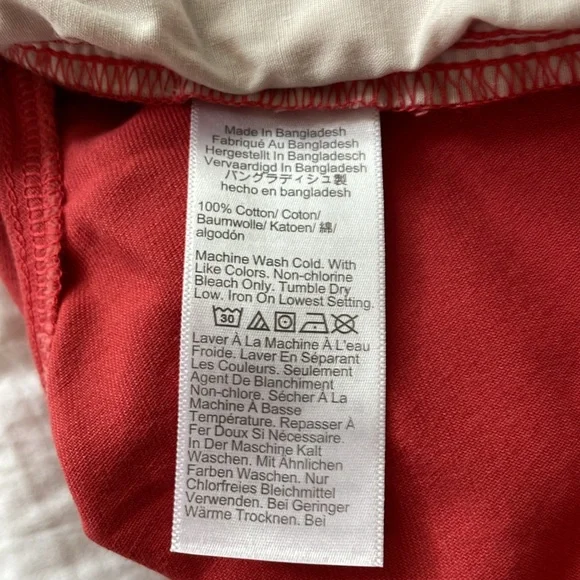 Made In Bangladesh
Fabriqué Au Bangladesh
Hergestellt In Bangladesch
Vervaardigd In Bangladesh
バングラディシュ製
hecho en bangladesh
100% Cotton/ Coton/
Baumwolle/ Katoen/ 綿/
algodón
Machine Wash Cold. With
Like Colors. Non-chlorine
Bleach Only. Tumble Dry
Low. Iron On Lowest Setting.
30
Laver À La Machine À L'eau
Froide. Laver En Séparant
Les Couleurs. Seulement
Agent De Blanchiment
Non-chlore. Sécher À La
Machine À Basse
Température. Repasser À
Fer Doux Si Nécessaire.
In Der Maschine Kalt
Waschen. Mit Ähnlichen
Farben Waschen. Nur
Chlorfreies Bleichmittel
Verwenden. Bei Geringer
Wärme Trocknen. Bei